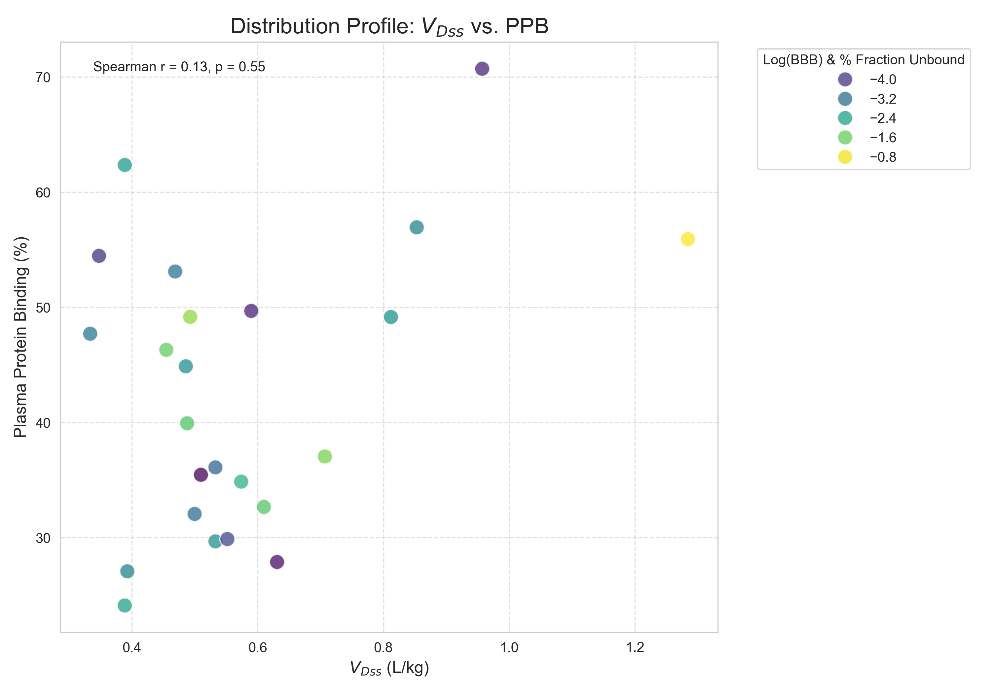 Distribution Profile: V_Dss vs. PPB
Spearman r = 0.13, p = 0.55
Log(BBB) & % Fraction Unbound
−4.0
−3.2
−2.4
−1.6
−0.8
Plasma Protein Binding (%)
70
60
50
40
30
0.4 0.6 0.8 1.0 1.2
V_Dss (L/kg)